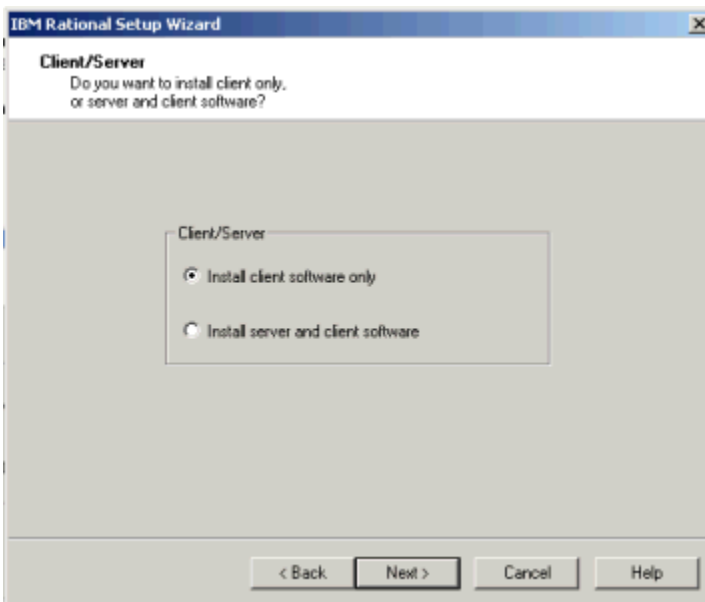 IBM Rational Setup Wizard
Client/Server
Do you want to install client only,
or server and client software?
Client/Server
Install client software only
Install server and client software
< Back
Next >
Cancel
Help